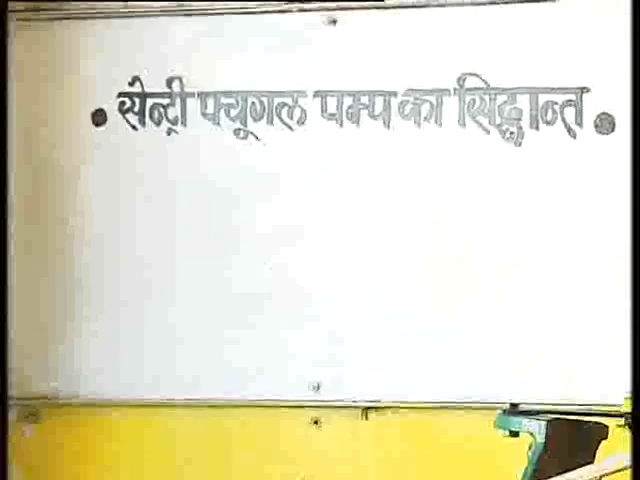 • सेन्ट्री फ्यूगल पम्प का सिद्धान्त •